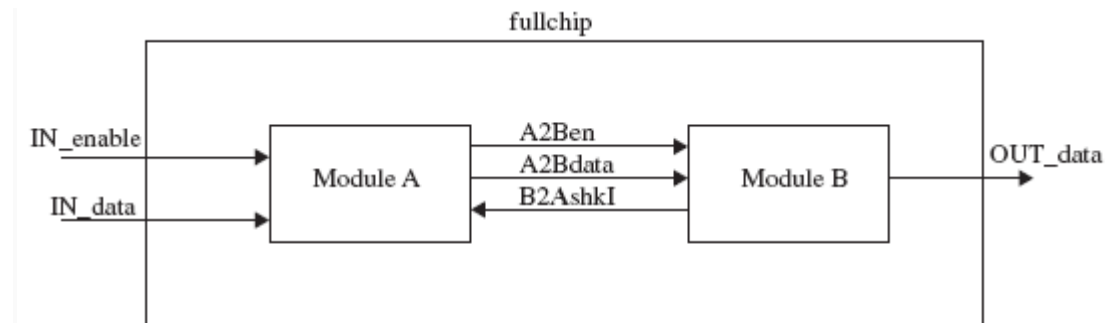 fullchip
IN_enable
IN_data
Module A
A2Ben
A2Bdata
B2AshkI
Module B
OUT_data